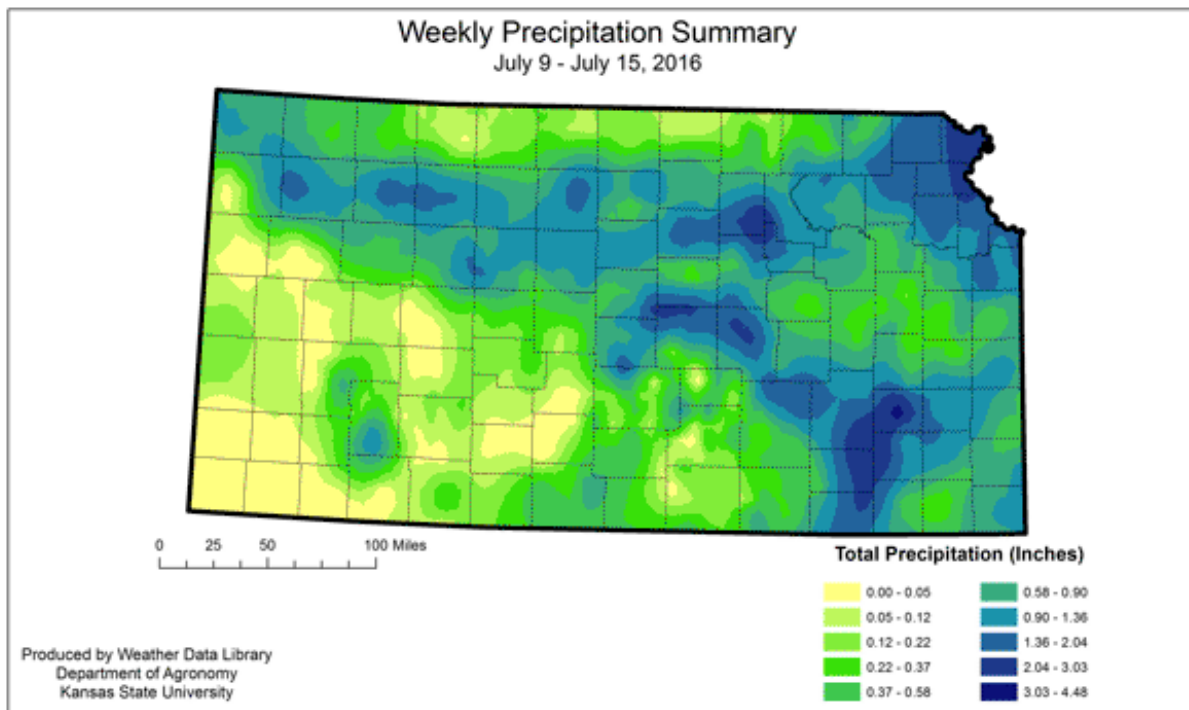 Weekly Precipitation Summary
July 9 - July 15, 2016
0 25 50 100 Miles
Total Precipitation (Inches)
0.00 - 0.05
0.05 - 0.12
0.12 - 0.22
0.22 - 0.37
0.37 - 0.58
0.58 - 0.90
0.90 - 1.36
1.36 - 2.04
2.04 - 3.03
3.03 - 4.48
Produced by Weather Data Library
Department of Agronomy
Kansas State University